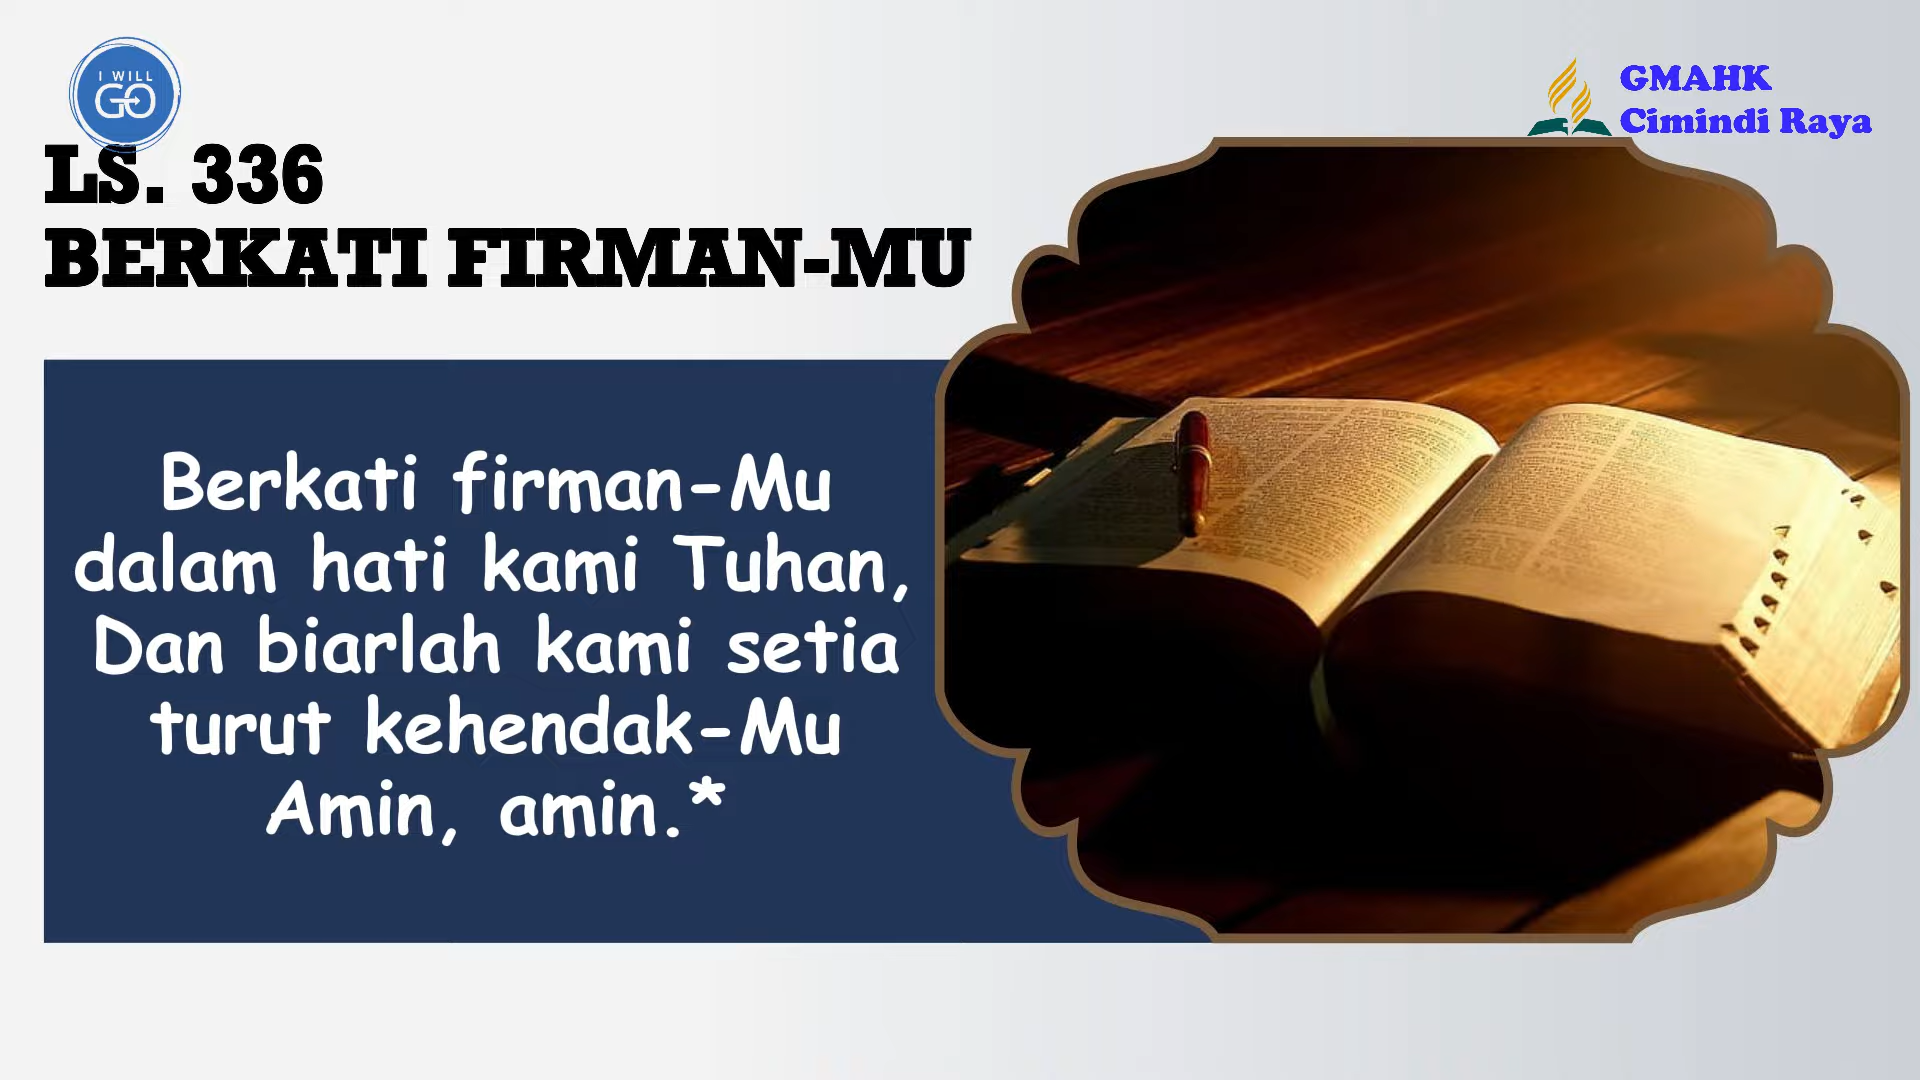 I WILL
GO
GMAHK
Cimindi Raya
LS. 336
BERKATI FIRMAN-MU
Berkati firman-Mu
dalam hati kami Tuhan,
Dan biarlah kami setia
turut kehendak-Mu
Amin, amin.*